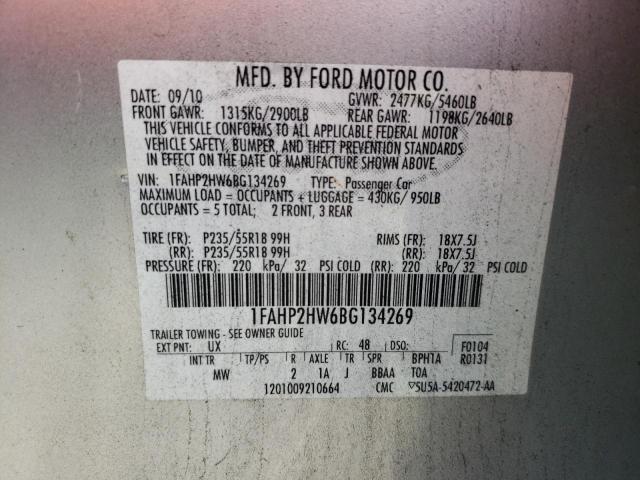 MFD. BY FORD MOTOR CO.
DATE: 09/10 GVWR: 2477KG/5460LB
FRONT GAWR: 1315KG/2900LB REAR GAWR: 1198KG/2640LB
THIS VEHICLE CONFORMS TO ALL APPLICABLE FEDERAL MOTOR
VEHICLE SAFETY, BUMPER, AND THEFT PREVENTION STANDARDS
IN EFFECT ON THE DATE OF MANUFACTURE SHOWN ABOVE.
VIN: 1FAHP2HW6BG134269 TYPE: Passenger Car
MAXIMUM LOAD = OCCUPANTS + LUGGAGE = 430KG/ 950LB
OCCUPANTS = 5 TOTAL; 2 FRONT, 3 REAR
TIRE (FR): P235/55R18 99H RIMS (FR): 18X7.5J
(RR): P235/55R18 99H (RR): 18X7.5J
PRESSURE (FR): 220 kPa/ 32 PSI COLD (RR): 220 kPa/ 32 PSI COLD
1FAHP2HW6BG134269
TRAILER TOWING - SEE OWNER GUIDE
EXT PNT: UX RC: 48 DSO: F0104
INT TR TP/PS R AXLE TR SPR BPH1A R0131
MW 2 1A J BBAA T0A
1201009210664 CMC ▽5U5A-5420472-AA